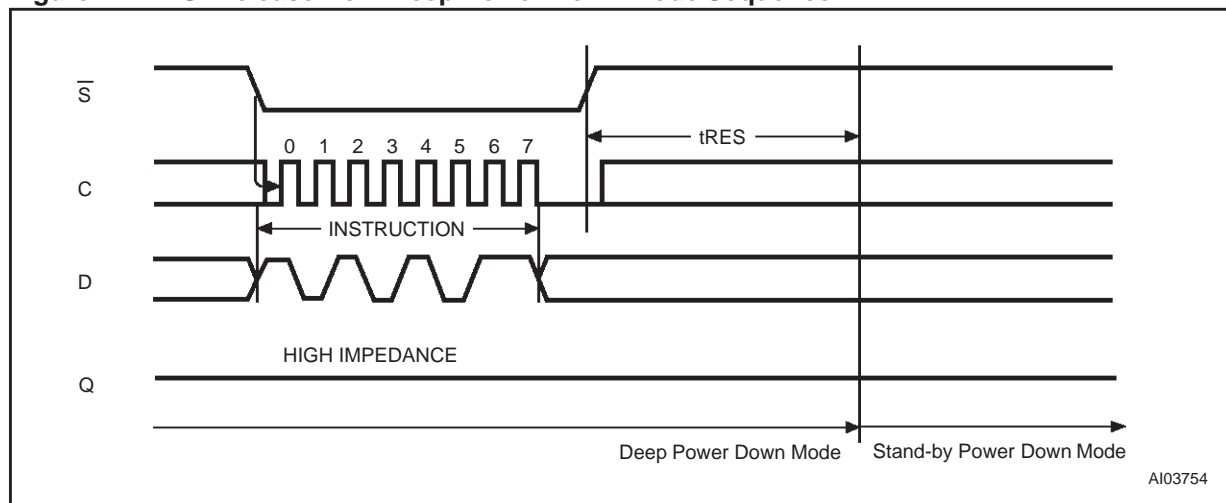 S
tRES
0 1 2 3 4 5 6 7
C
INSTRUCTION
D
HIGH IMPEDANCE
Q
Deep Power Down Mode
Stand-by Power Down Mode
AI03754